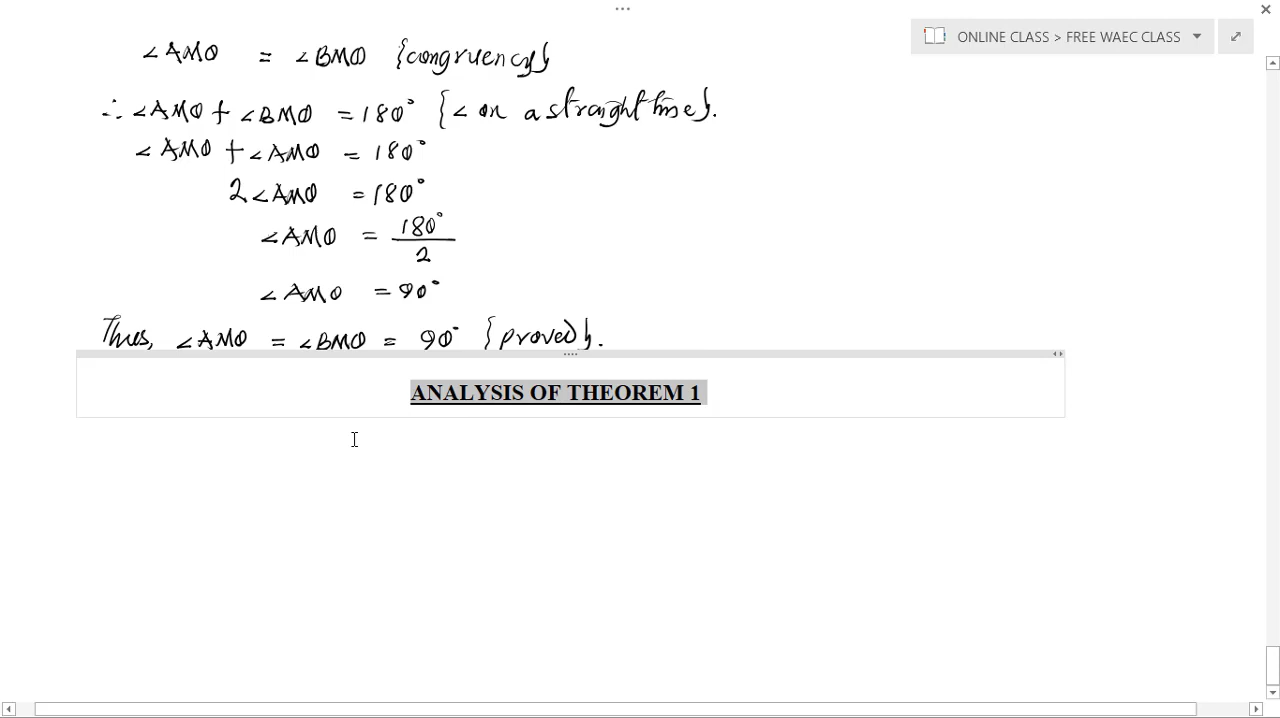 ONLINE CLASS > FREE WAEC CLASS
∠AMO = ∠BMO {congruency}
∴ ∠AMO + ∠BMO = 180° {∠ on a straight line}.
∠AMO + ∠AMO = 180°
2∠AMO = 180°
∠AMO = 180°/2
∠AMO = 90°
Thus, ∠AMO = ∠BMO = 90° {proved}.
ANALYSIS OF THEOREM 1